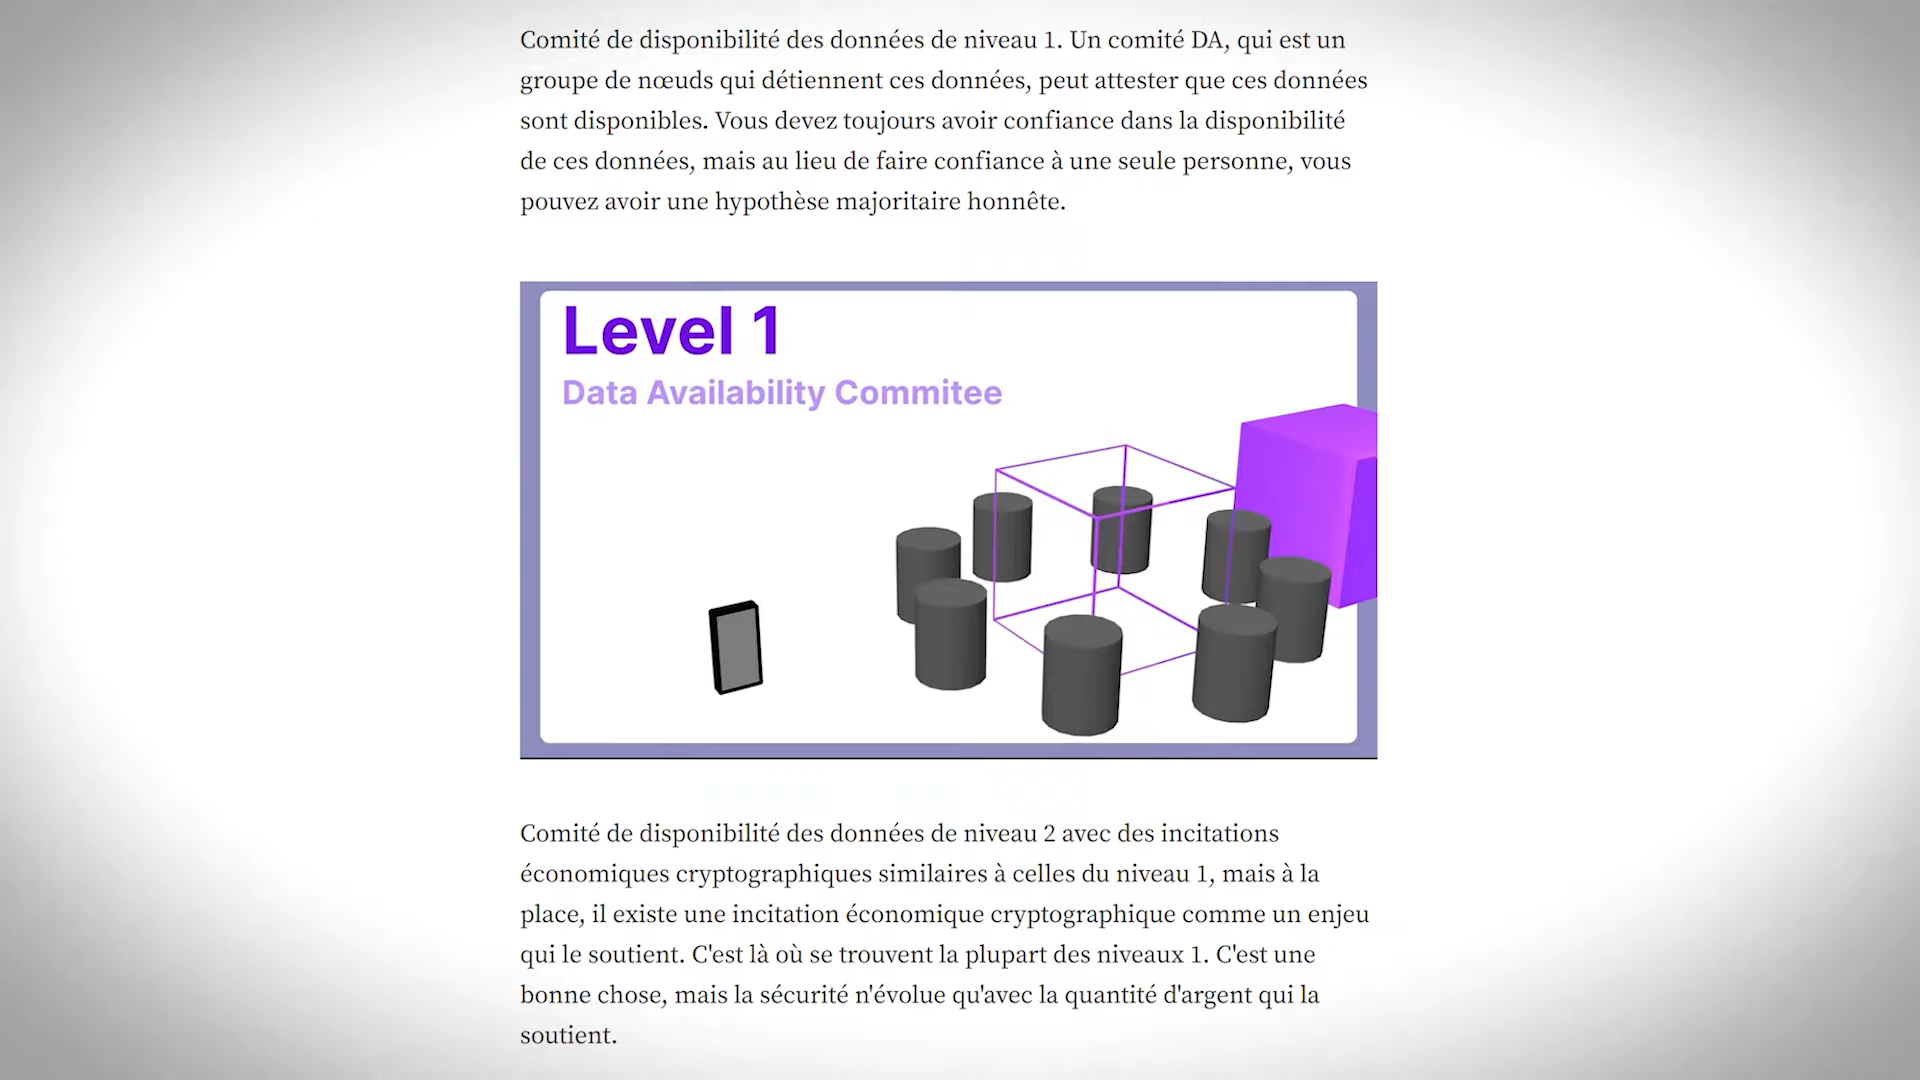 Comité de disponibilité des données de niveau 1. Un comité DA, qui est un
groupe de nœuds qui détiennent ces données, peut attester que ces données
sont disponibles. Vous devez toujours avoir confiance dans la disponibilité
de ces données, mais au lieu de faire confiance à une seule personne, vous
pouvez avoir une hypothèse majoritaire honnête.
Level 1
Data Availability Commitee
Comité de disponibilité des données de niveau 2 avec des incitations
économiques cryptographiques similaires à celles du niveau 1, mais à la
place, il existe une incitation économique cryptographique comme un enjeu
qui le soutient. C'est là où se trouvent la plupart des niveaux 1. C'est une
bonne chose, mais la sécurité n'évolue qu'avec la quantité d'argent qui la
soutient.